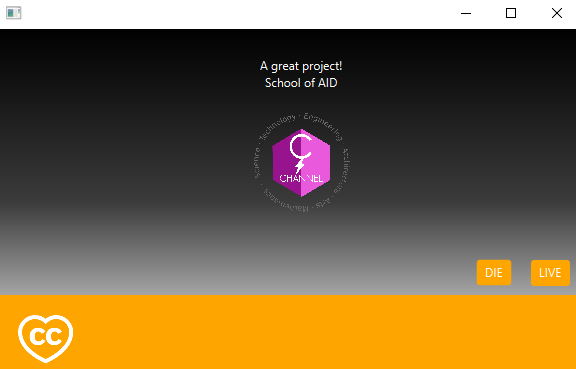 A great project!
School of AID
Science · Technology · Engineering · Architecture · Arts · Mathematics ·
CHANNEL
DIE
LIVE
cc